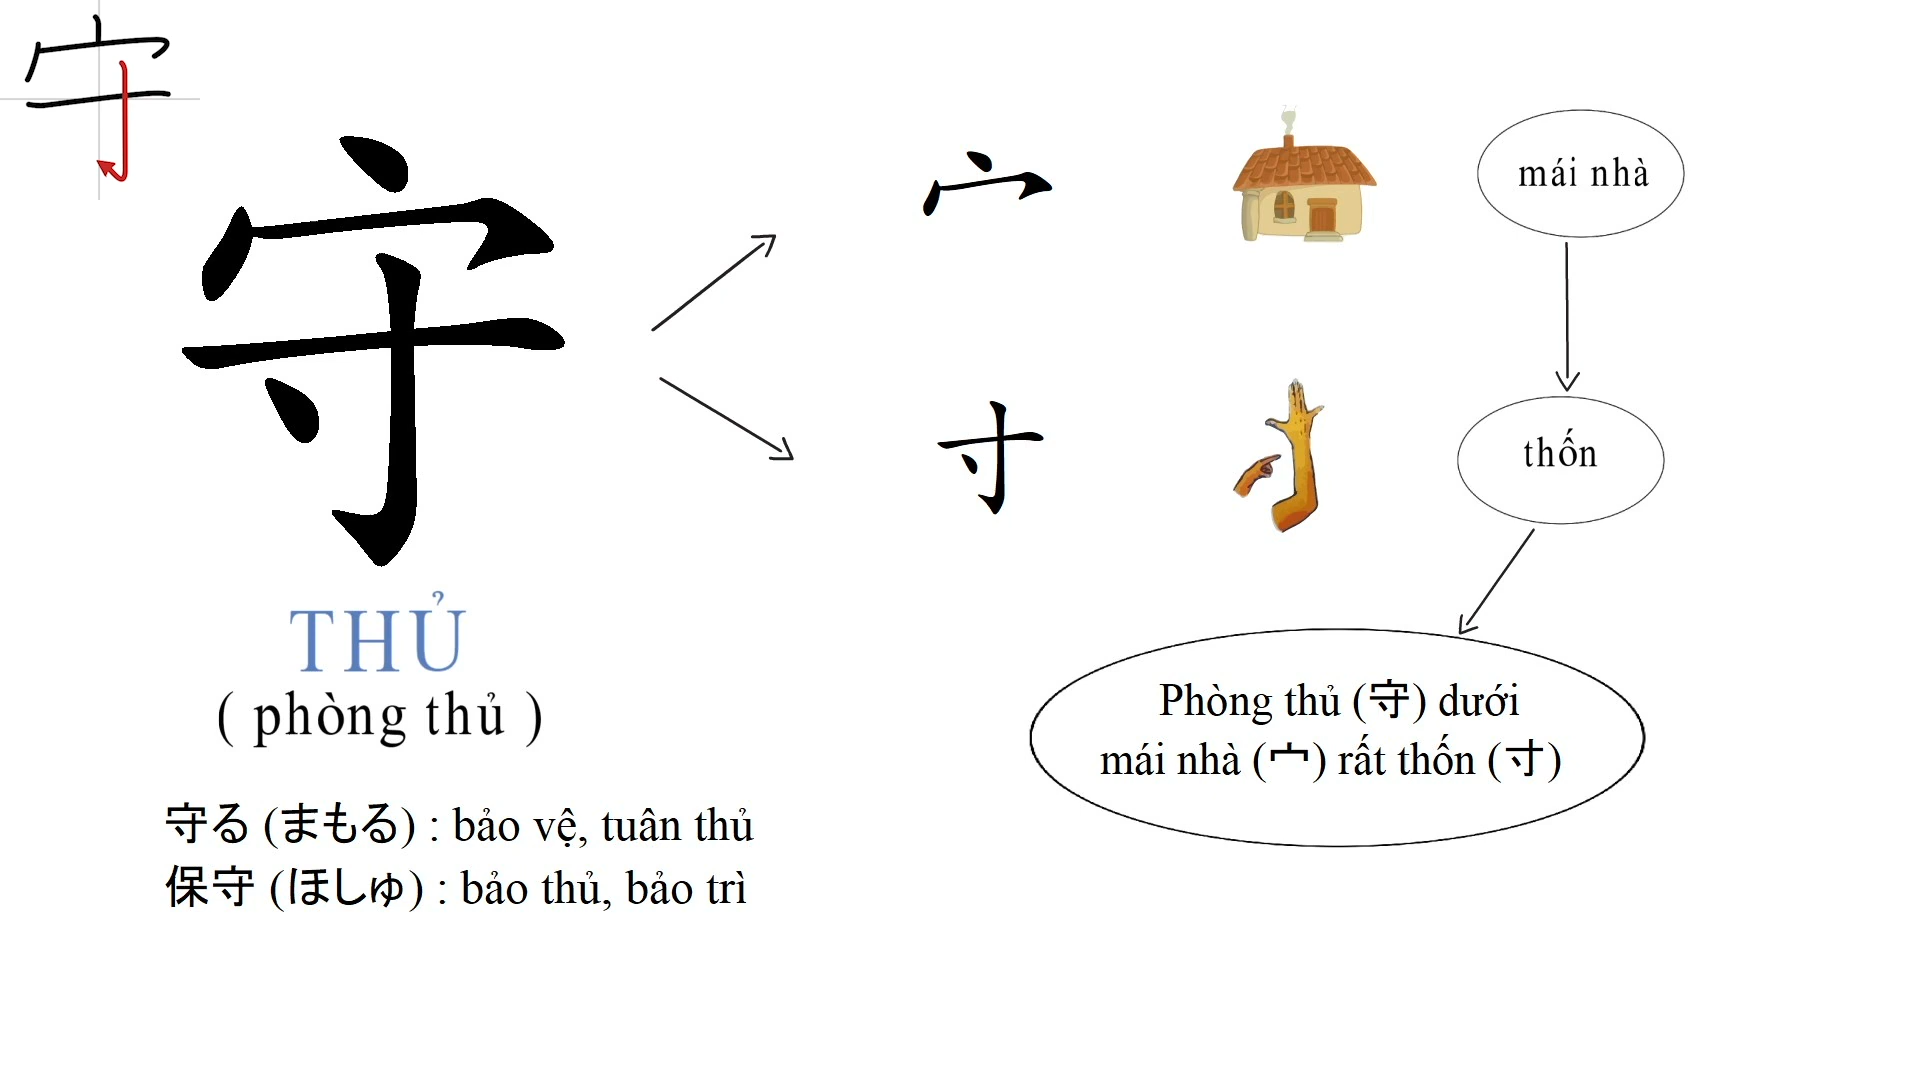 守
THỦ
( phòng thủ )
守る (まもる) : bảo vệ, tuân thủ
保守 (ほしゅ) : bảo thủ, bảo trì
宀
mái nhà
寸
thốn
Phòng thủ (守) dưới
mái nhà (宀) rất thốn (寸)